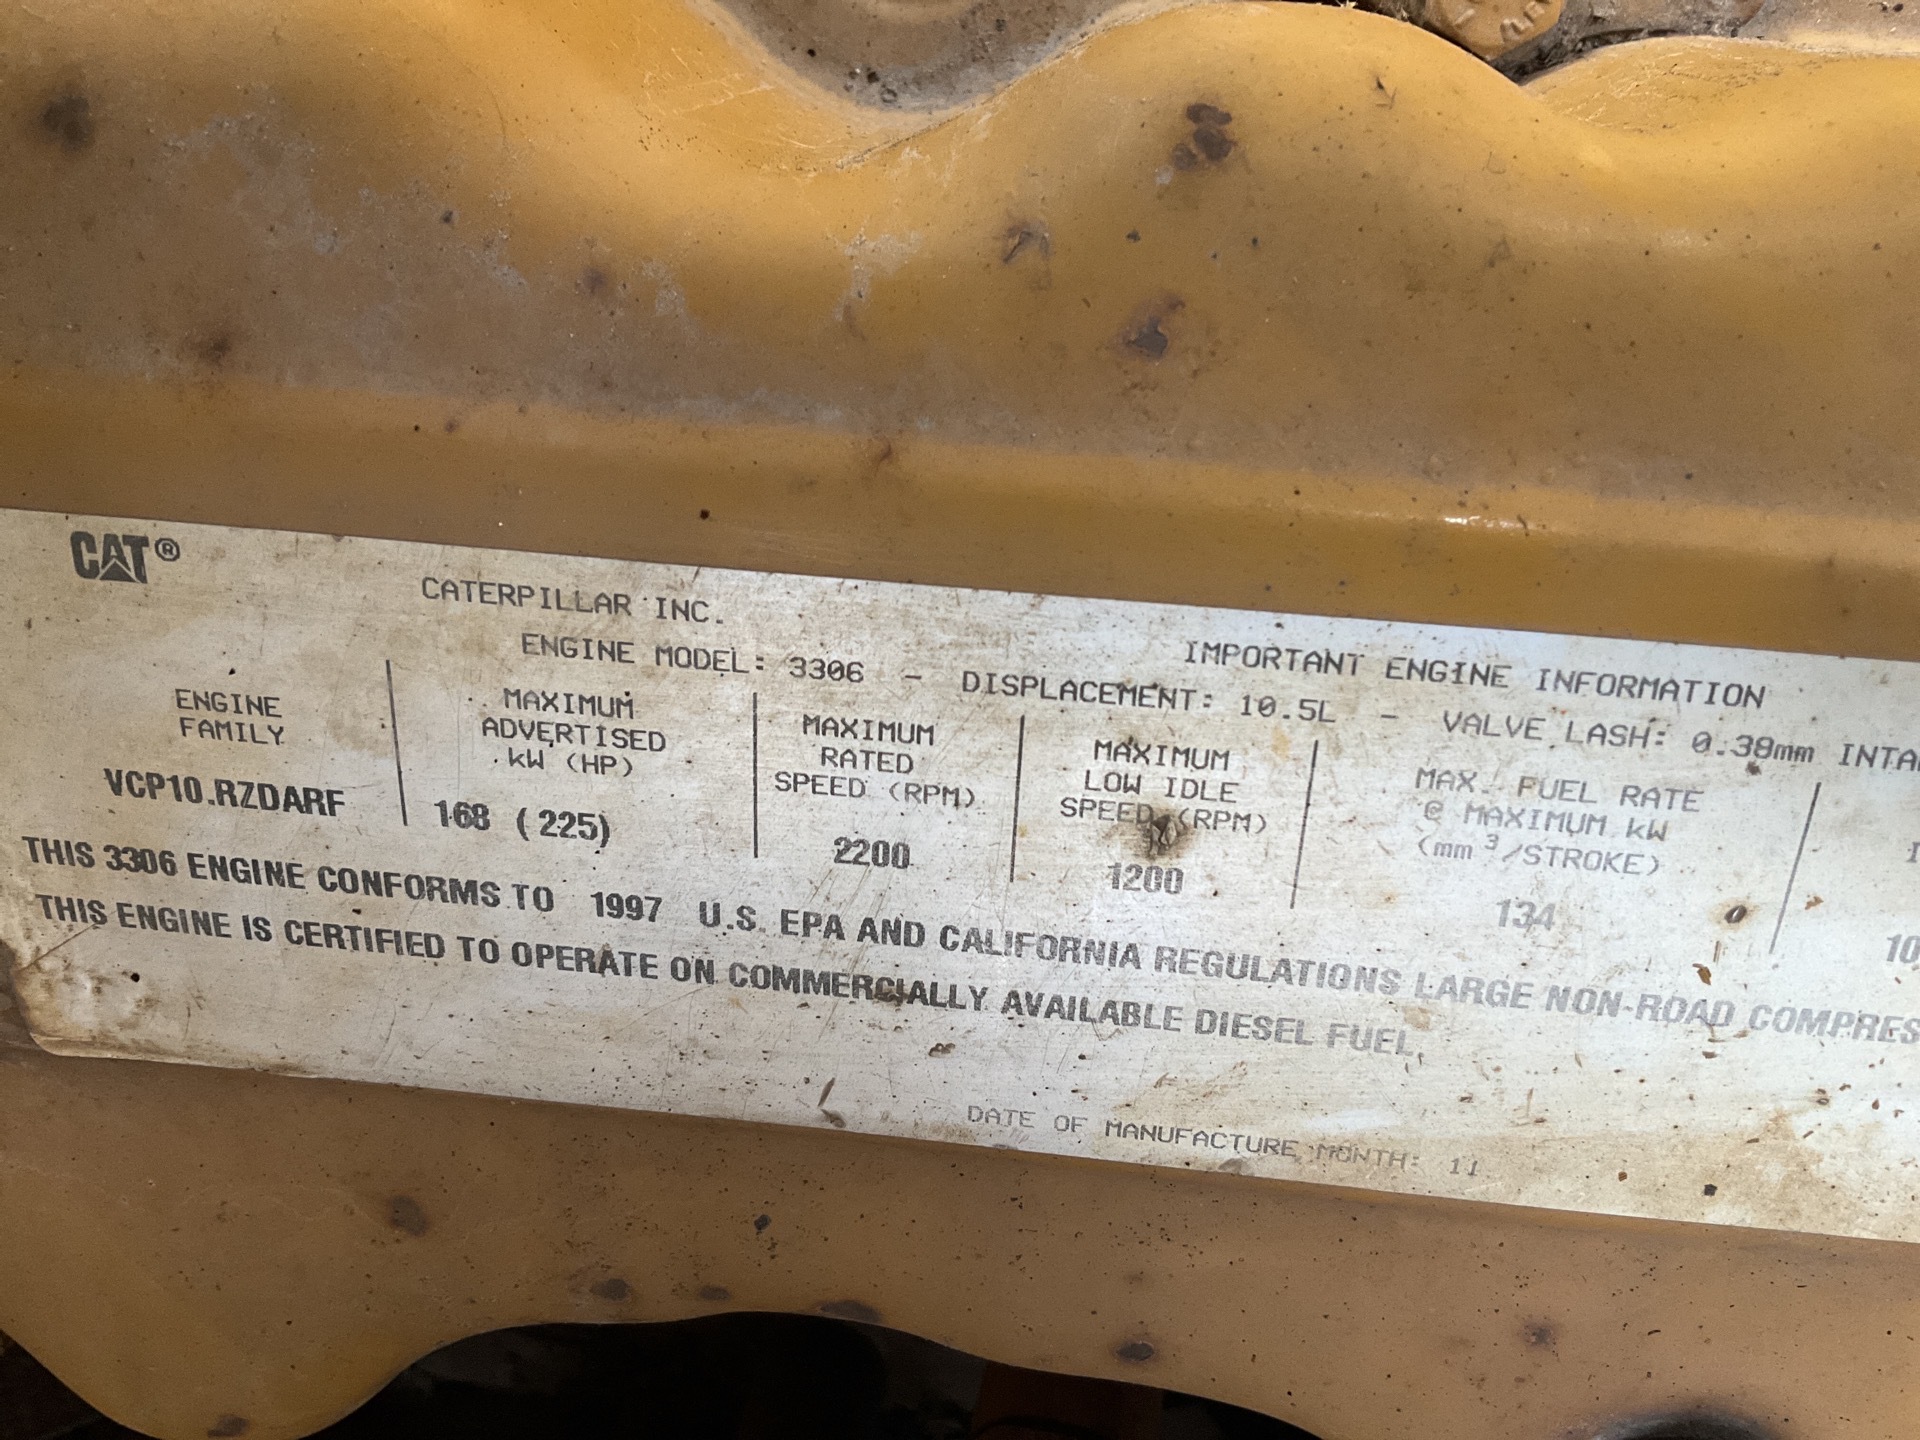 CAT®
CATERPILLAR INC.
IMPORTANT ENGINE INFORMATION
ENGINE MODEL: 3306 - DISPLACEMENT: 10.5L - VALVE LASH: 0.38mm INTA
ENGINE
FAMILY
VCP10.RZDARF
MAXIMUM
ADVERTISED
kW (HP)
168 (225)
MAXIMUM
RATED
SPEED (RPM)
2200
MAXIMUM
LOW IDLE
SPEED (RPM)
1200
MAX. FUEL RATE
@ MAXIMUM kW
(mm³/STROKE)
134
10
THIS 3306 ENGINE CONFORMS TO 1997 U.S. EPA AND CALIFORNIA REGULATIONS LARGE NON-ROAD COMPRES
THIS ENGINE IS CERTIFIED TO OPERATE ON COMMERCIALLY AVAILABLE DIESEL FUEL.
DATE OF MANUFACTURE MONTH: 11